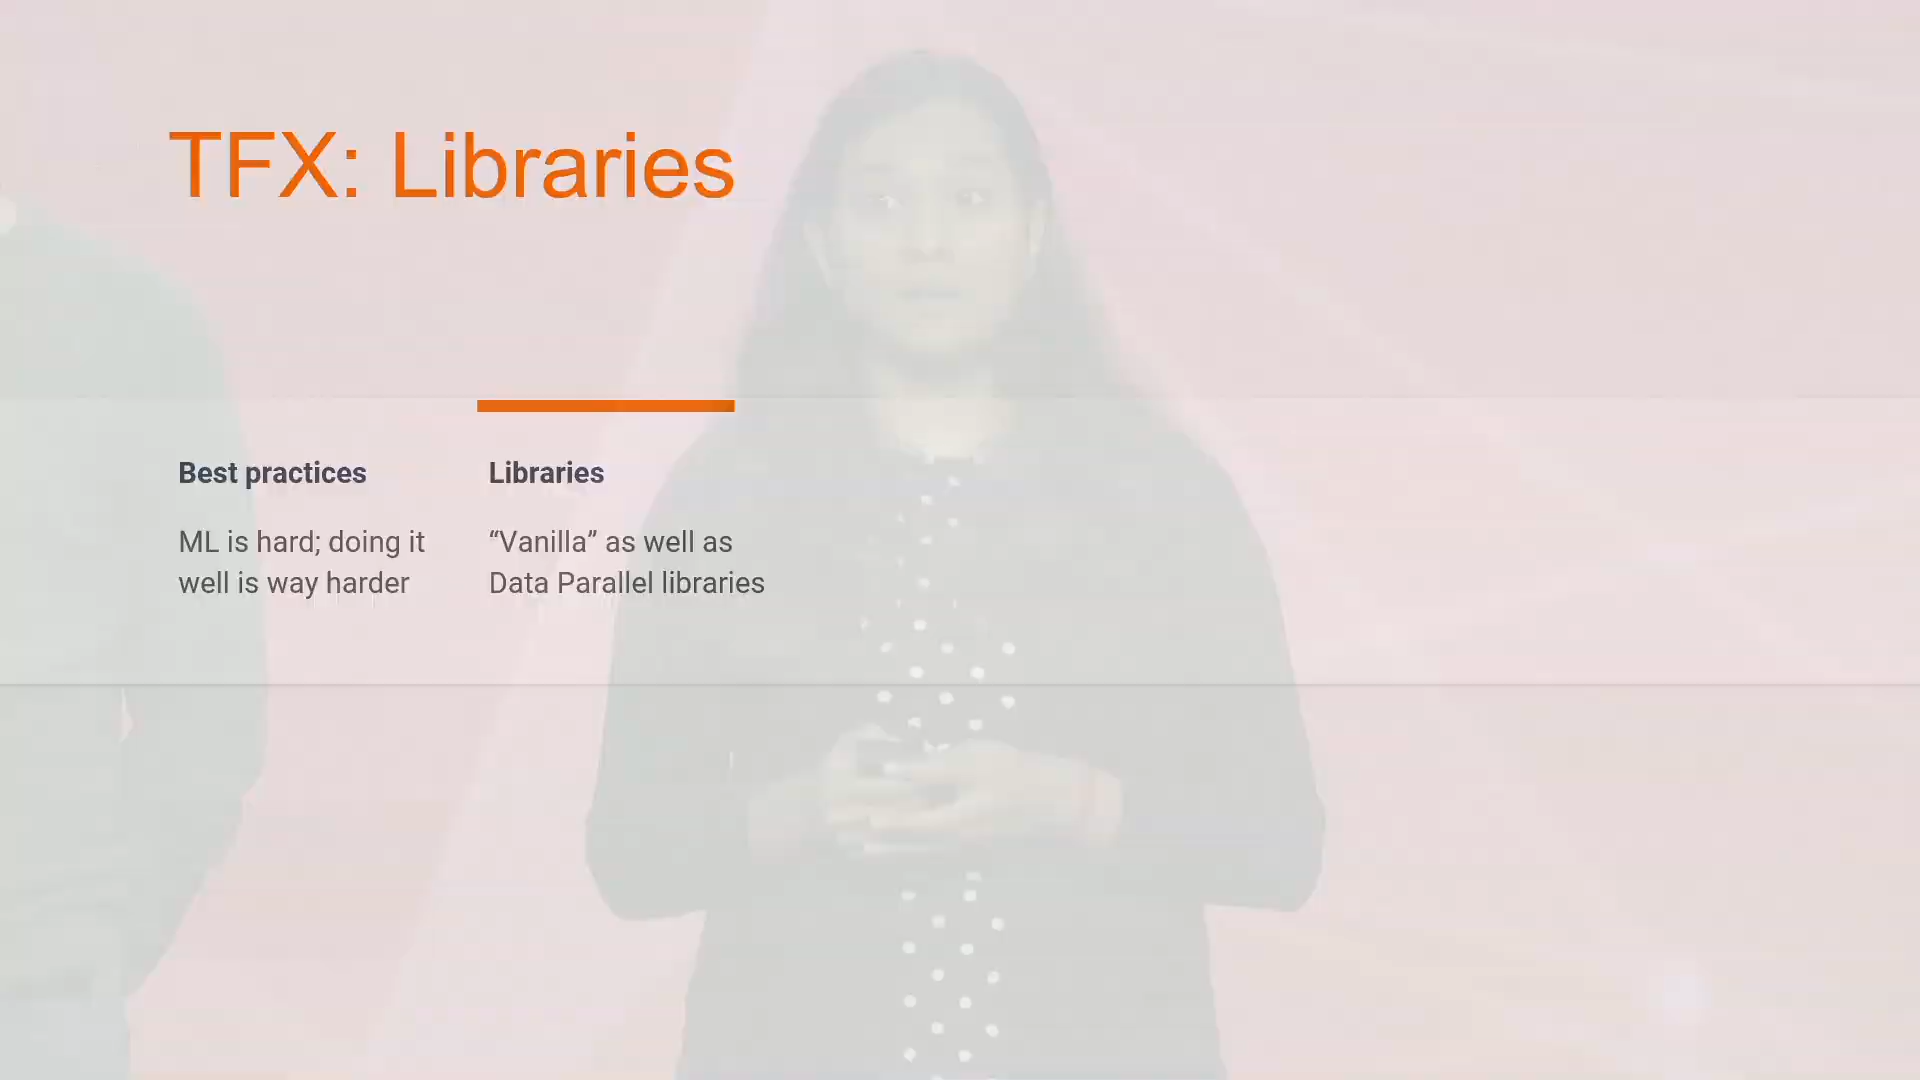 TFX: Libraries
Best practices
ML is hard; doing it
well is way harder
Libraries
“Vanilla” as well as
Data Parallel libraries